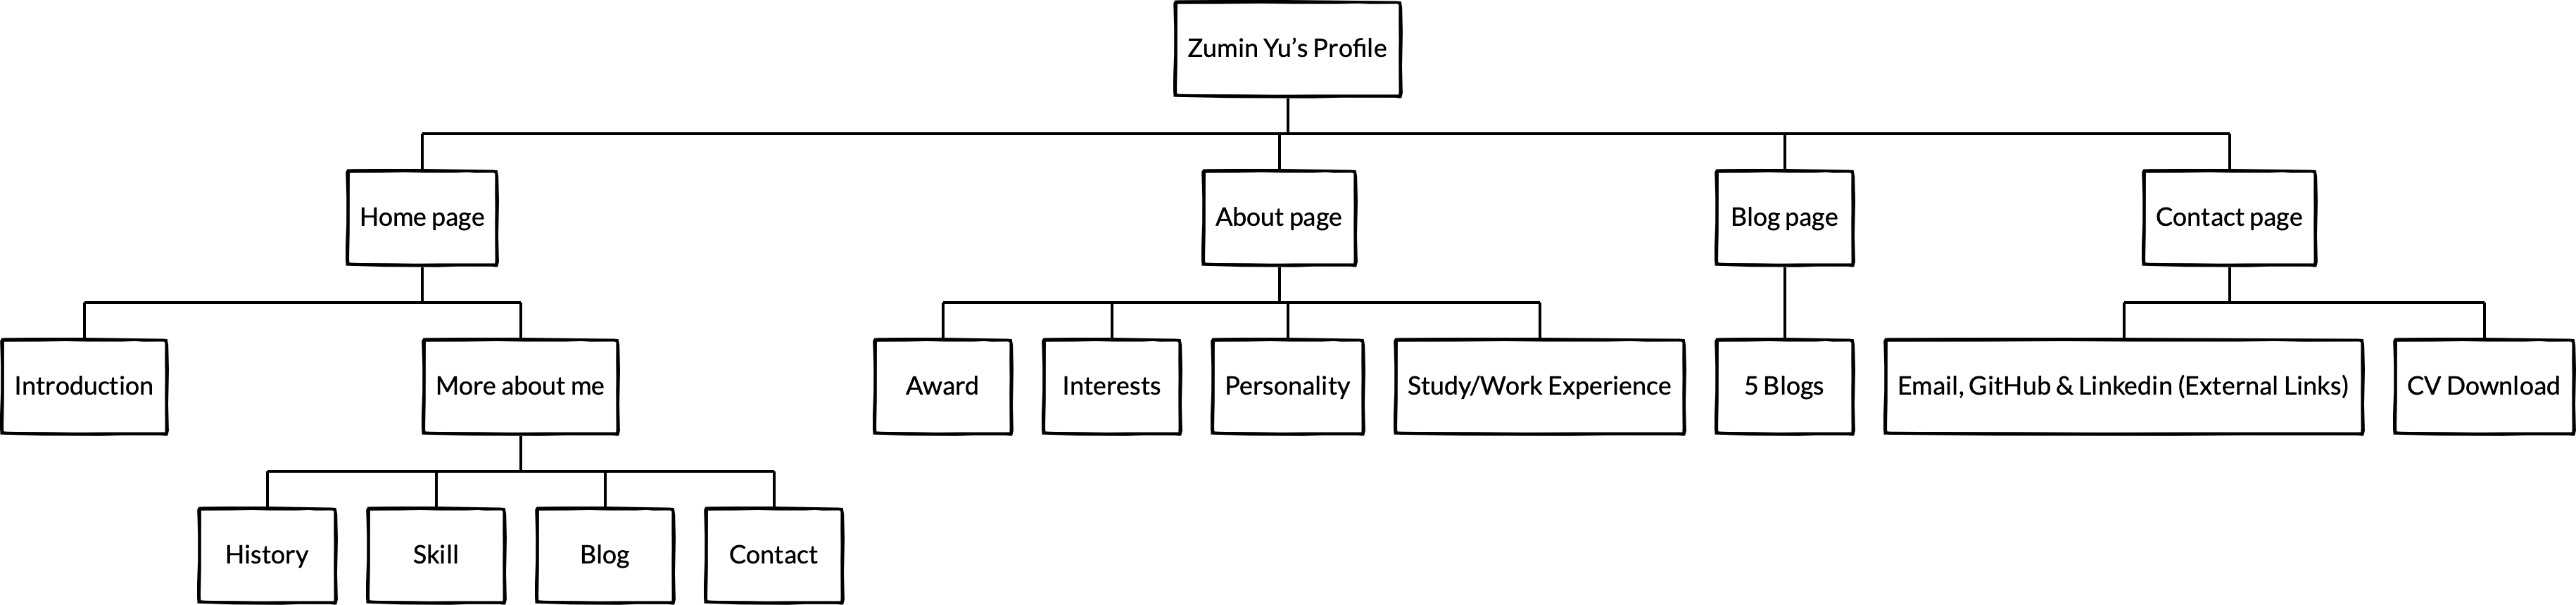 Zumin Yu’s Profile
Home page
About page
Blog page
Contact page
Introduction
More about me
Award
Interests
Personality
Study/Work Experience
5 Blogs
Email, GitHub & Linkedin (External Links)
CV Download
History
Skill
Blog
Contact